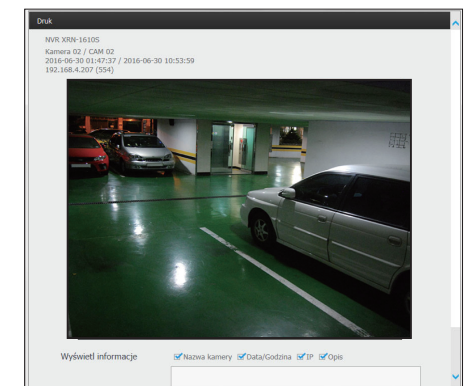 Druk
NVR XRN-1610S
Kamera 02 / CAM 02
2016-06-30 01:47:37 / 2016-06-30 10:53:59
192.168.4.207 (554)
Wyświetl informacje
Nazwa kamery Data/Godzina IP Opis